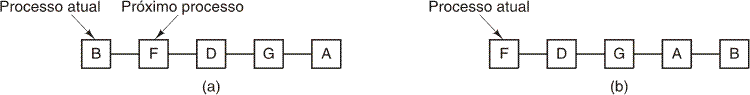 Processo atual Próximo processo
B F D G A
(a)
Processo atual
F D G A B
(b)